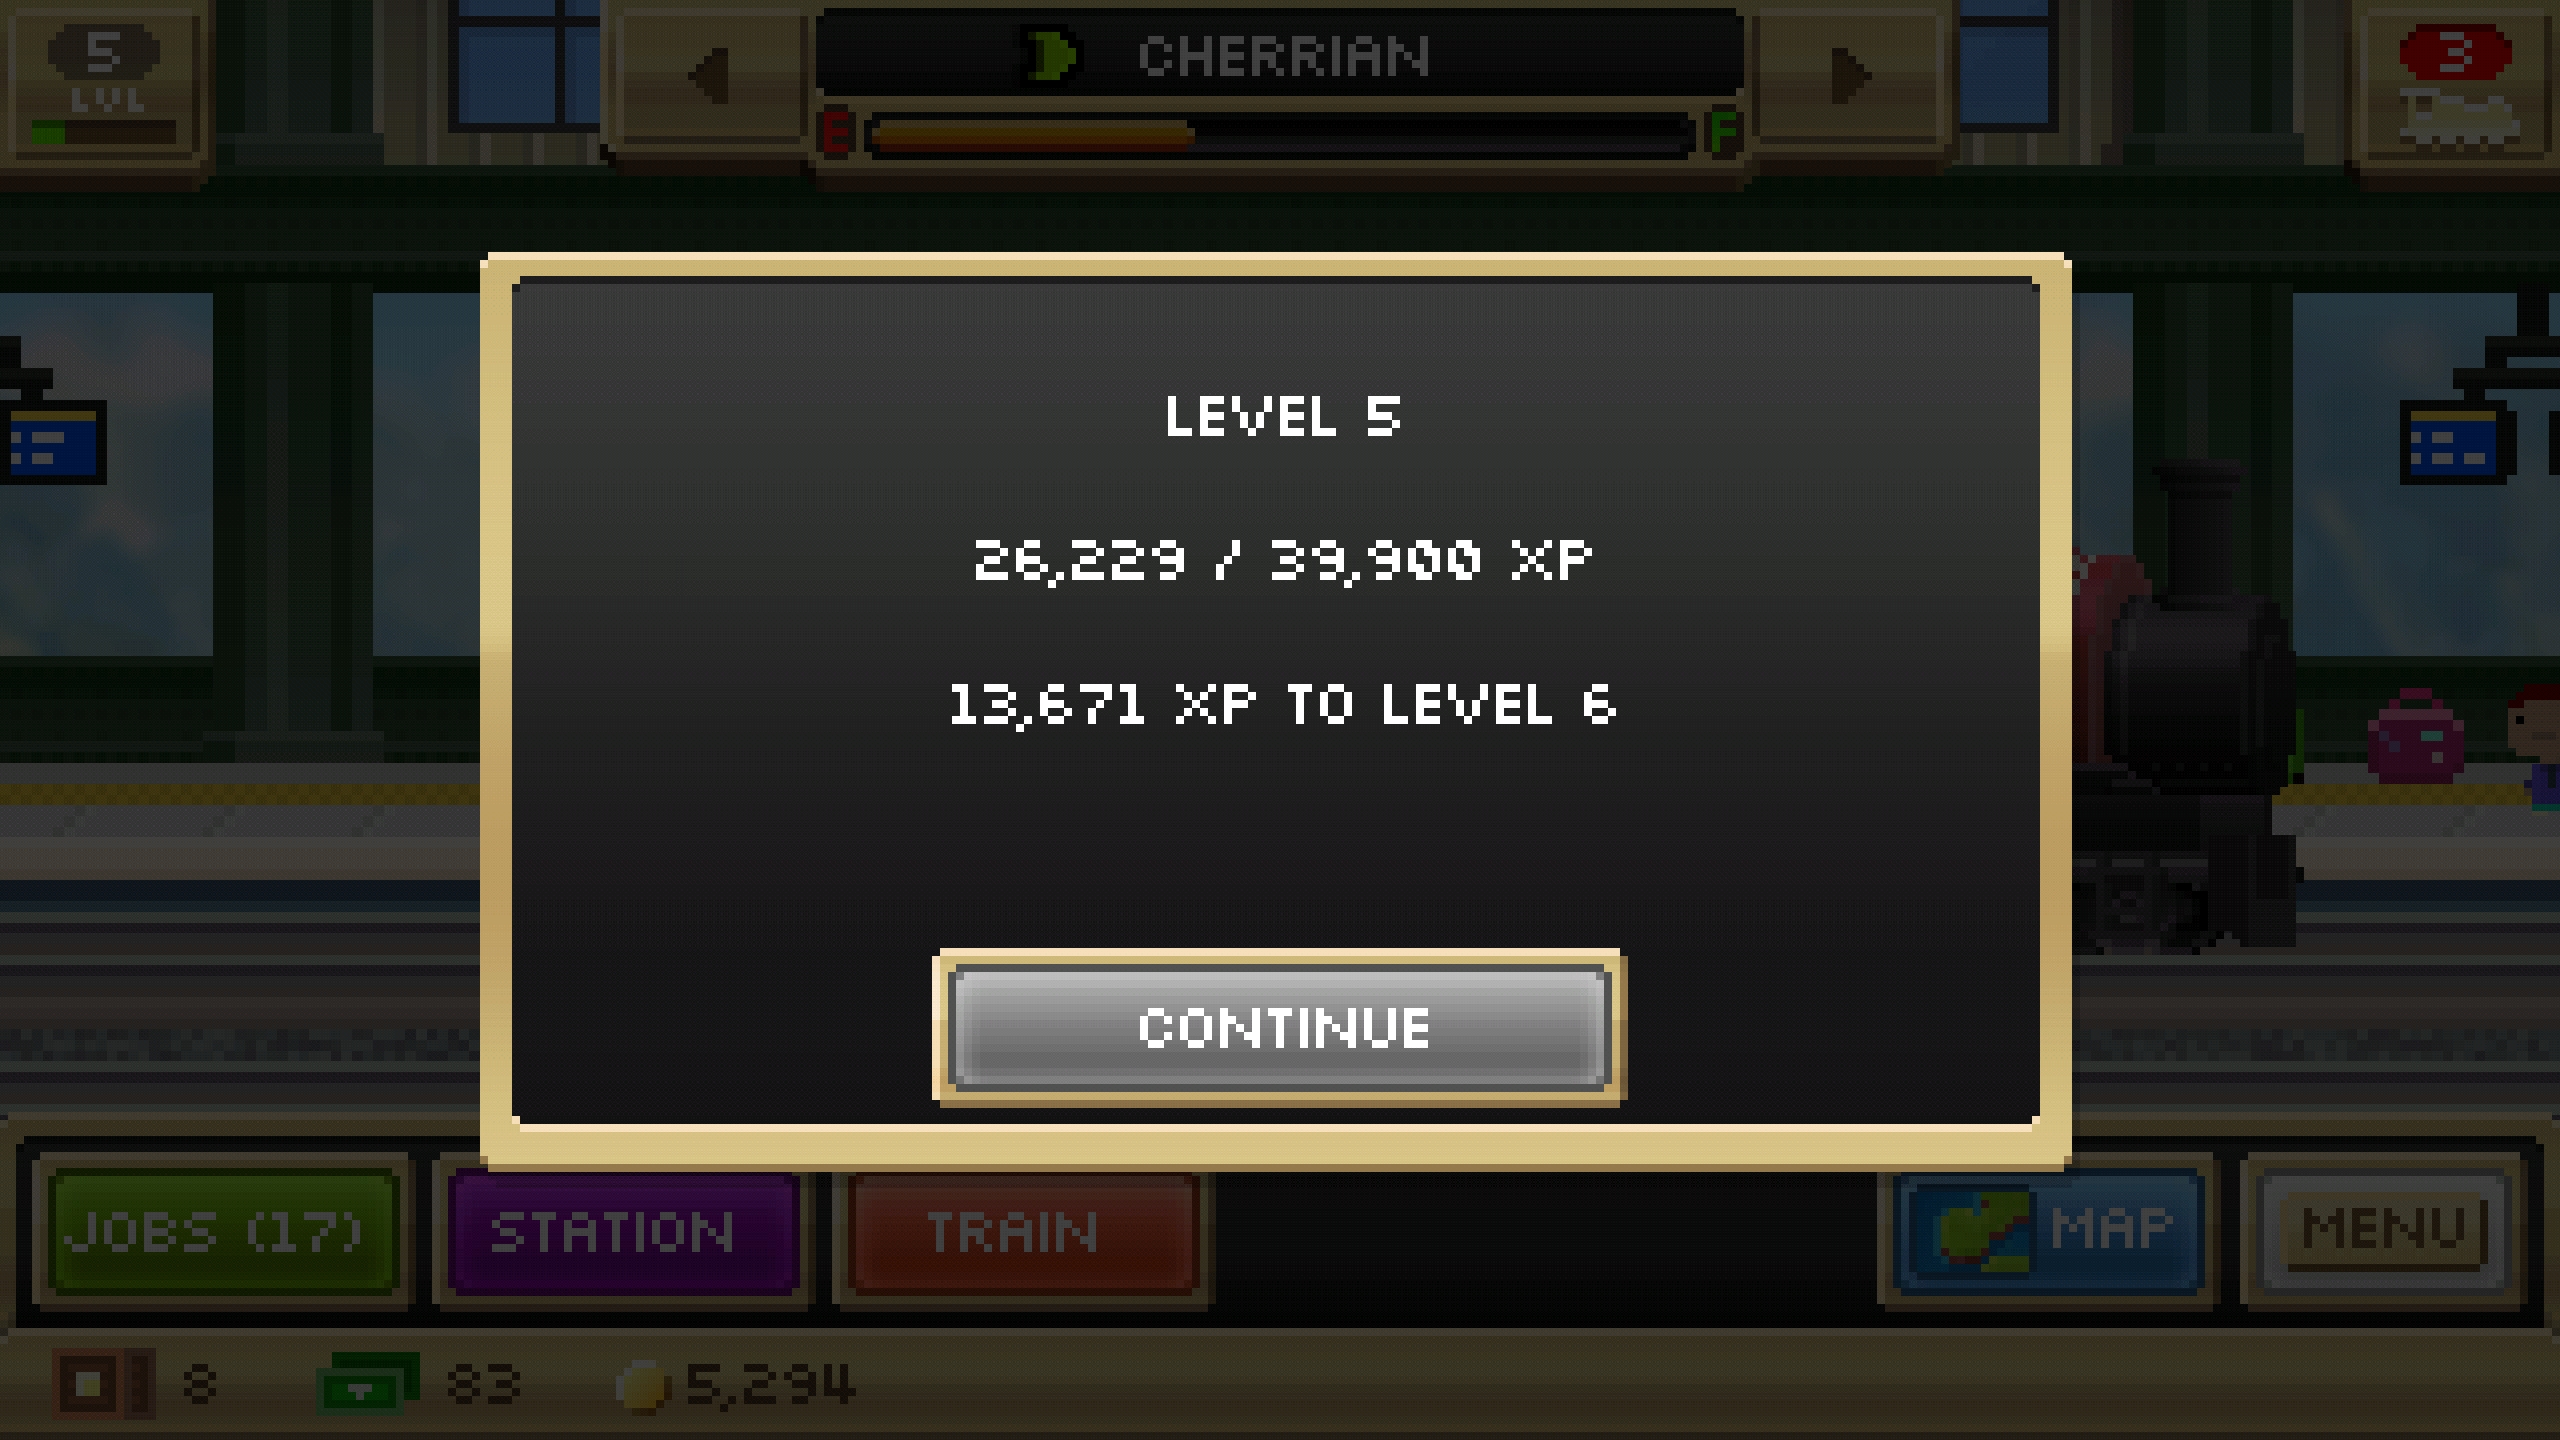 5
LVL
CHERRIAN
E
F
3
LEVEL 5
26,229 / 39,900 XP
13,671 XP TO LEVEL 6
CONTINUE
JOBS (17)
STATION
TRAIN
MAP
MENU
8
83
5,294